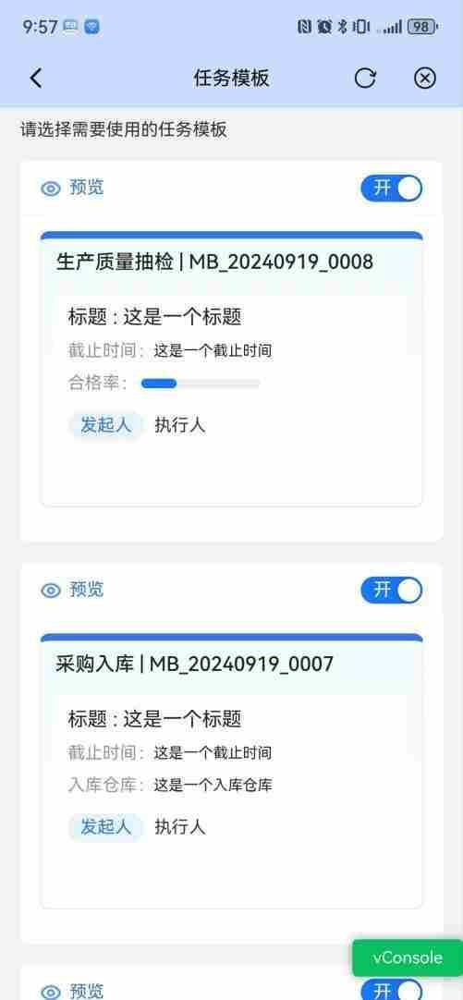 9:57 98
任务模板
请选择需要使用的任务模板
预览 开
生产质量抽检 | MB_20240919_0008
标题 : 这是一个标题
截止时间 : 这是一个截止时间
合格率 :
发起人 执行人
预览 开
采购入库 | MB_20240919_0007
标题 : 这是一个标题
截止时间 : 这是一个截止时间
入库仓库 : 这是一个入库仓库
发起人 执行人
vConsole
预览 开